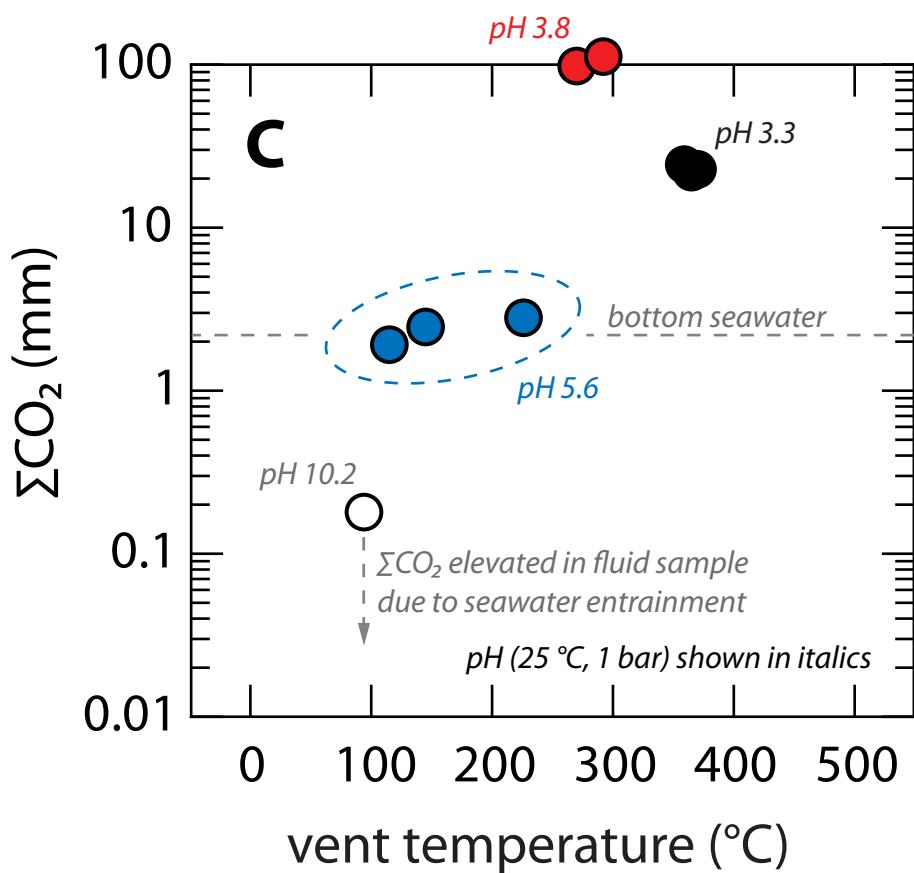 pH 3.8
100
C
pH 3.3
10
ΣCO₂ (mm)
bottom seawater
1
pH 5.6
pH 10.2
0.1
ΣCO₂ elevated in fluid sample
due to seawater entrainment
pH (25 °C, 1 bar) shown in italics
0.01
0 100 200 300 400 500
vent temperature (°C)